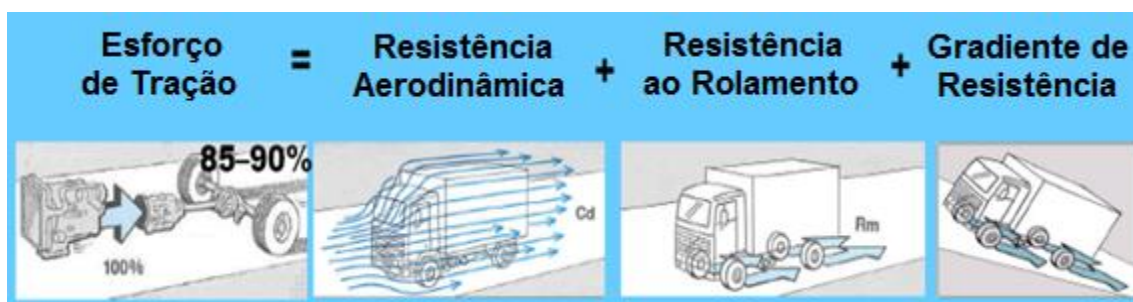 Esforço
de Tração
=
Resistência
Aerodinâmica
+
Resistência
ao Rolamento
+
Gradiente de
Resistência
85–90%
100%
Cd
Rm